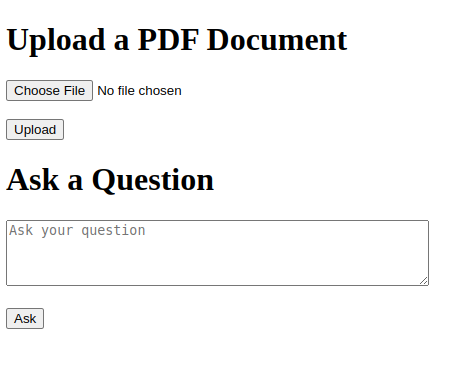 Upload a PDF Document
Choose File No file chosen
Upload
Ask a Question
Ask your question
Ask